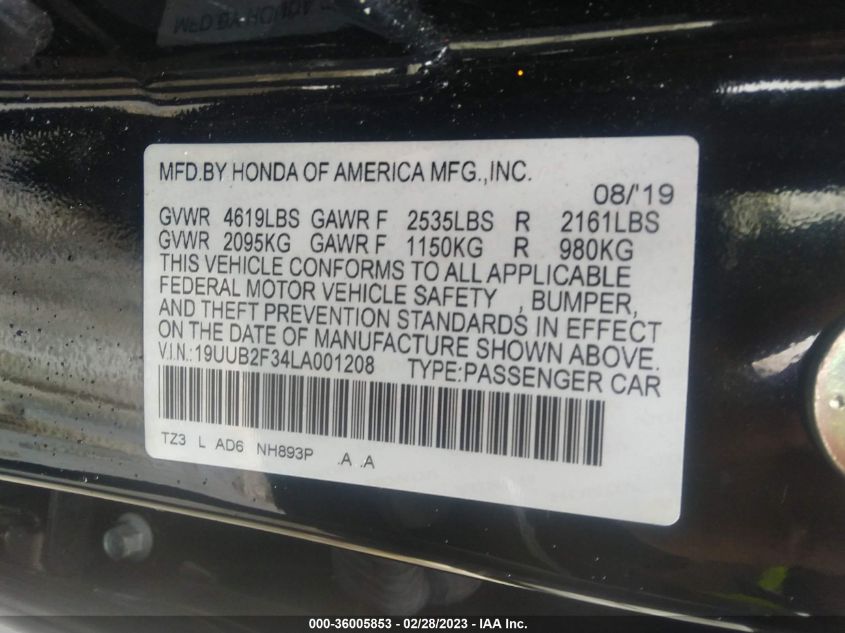 MFD.BY HONDA OF AMERICA MFG.,INC.
08/'19
GVWR 4619LBS GAWR F 2535LBS R 2161LBS
GVWR 2095KG GAWR F 1150KG R 980KG
THIS VEHICLE CONFORMS TO ALL APPLICABLE
FEDERAL MOTOR VEHICLE SAFETY , BUMPER,
AND THEFT PREVENTION STANDARDS IN EFFECT
ON THE DATE OF MANUFACTURE SHOWN ABOVE.
V.I.N.: 19UUB2F34LA001208 TYPE:PASSENGER CAR
TZ3 L AD6 NH893P .A .A
000-36005853 - 02/28/2023 - IAA Inc.